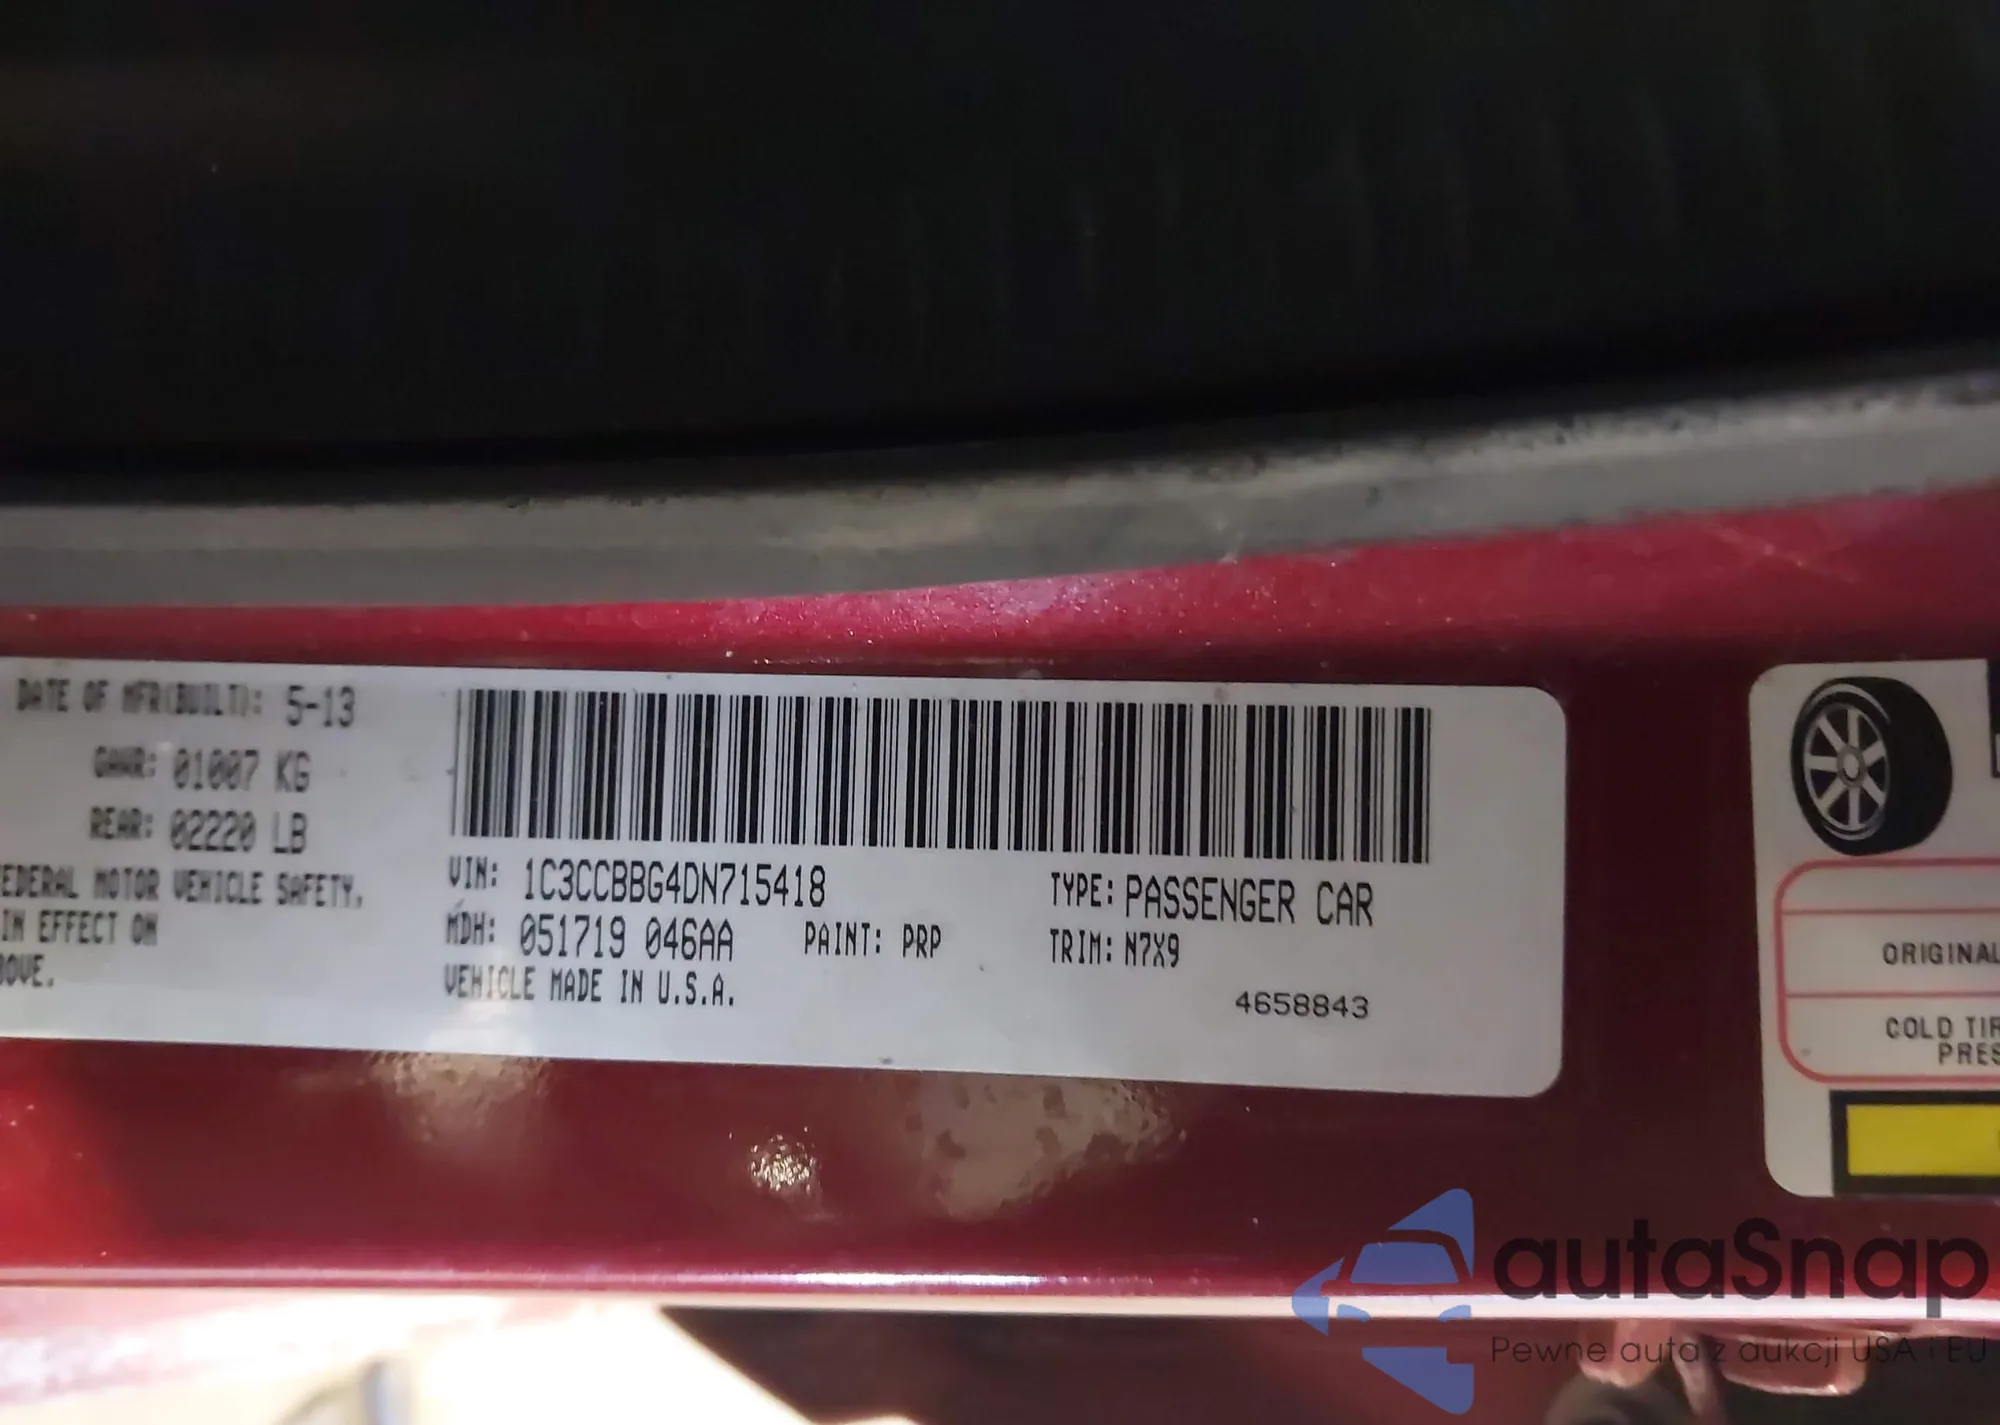 DATE OF MFR(BUILT): 5-13
GAWR: 01007 KG
REAR: 02220 LB
EDERAL MOTOR VEHICLE SAFETY,
IN EFFECT ON
BOVE.
VIN: 1C3CCBBG4DN715418
TYPE: PASSENGER CAR
MDH: 051719 046AA
PAINT: PRP
TRIM: N7X9
VEHICLE MADE IN U.S.A.
4658843
ORIGINAL
COLD TIR
PRES
autaSnap
Pewne auta z aukcji USA i EU